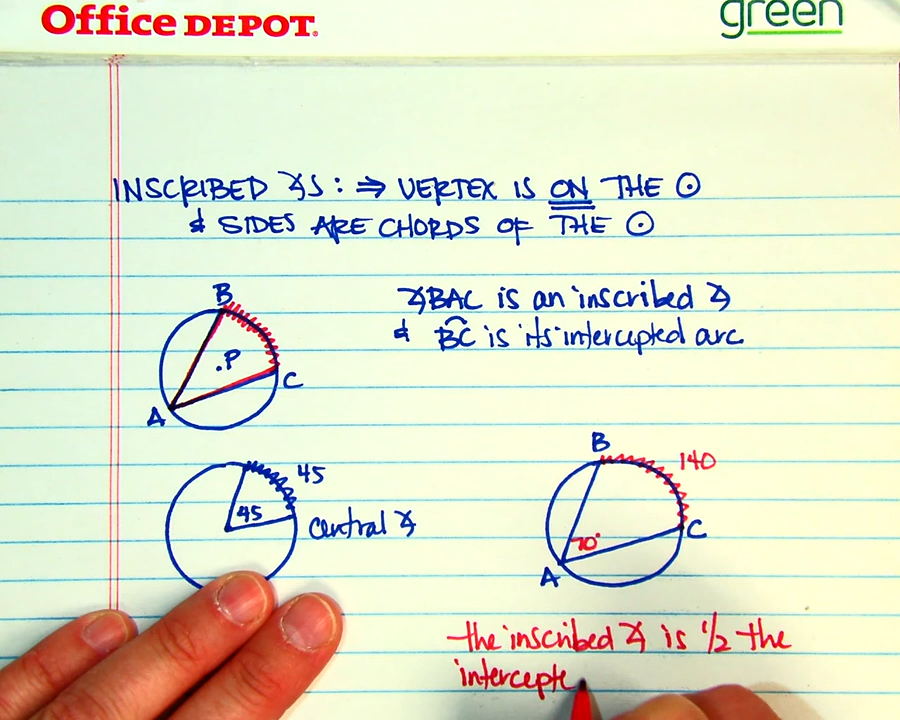 Office DEPOT.
green
INSCRIBED ∡S: ⇒ VERTEX IS ON THE ⊙
& SIDES ARE CHORDS OF THE ⊙
B
∡BAC is an inscribed ∡
& B͡C is its intercepted arc
.P
C
A
B
45
140
45
central ∡
70°
C
A
the inscribed ∡ is 1/2 the
intercepte